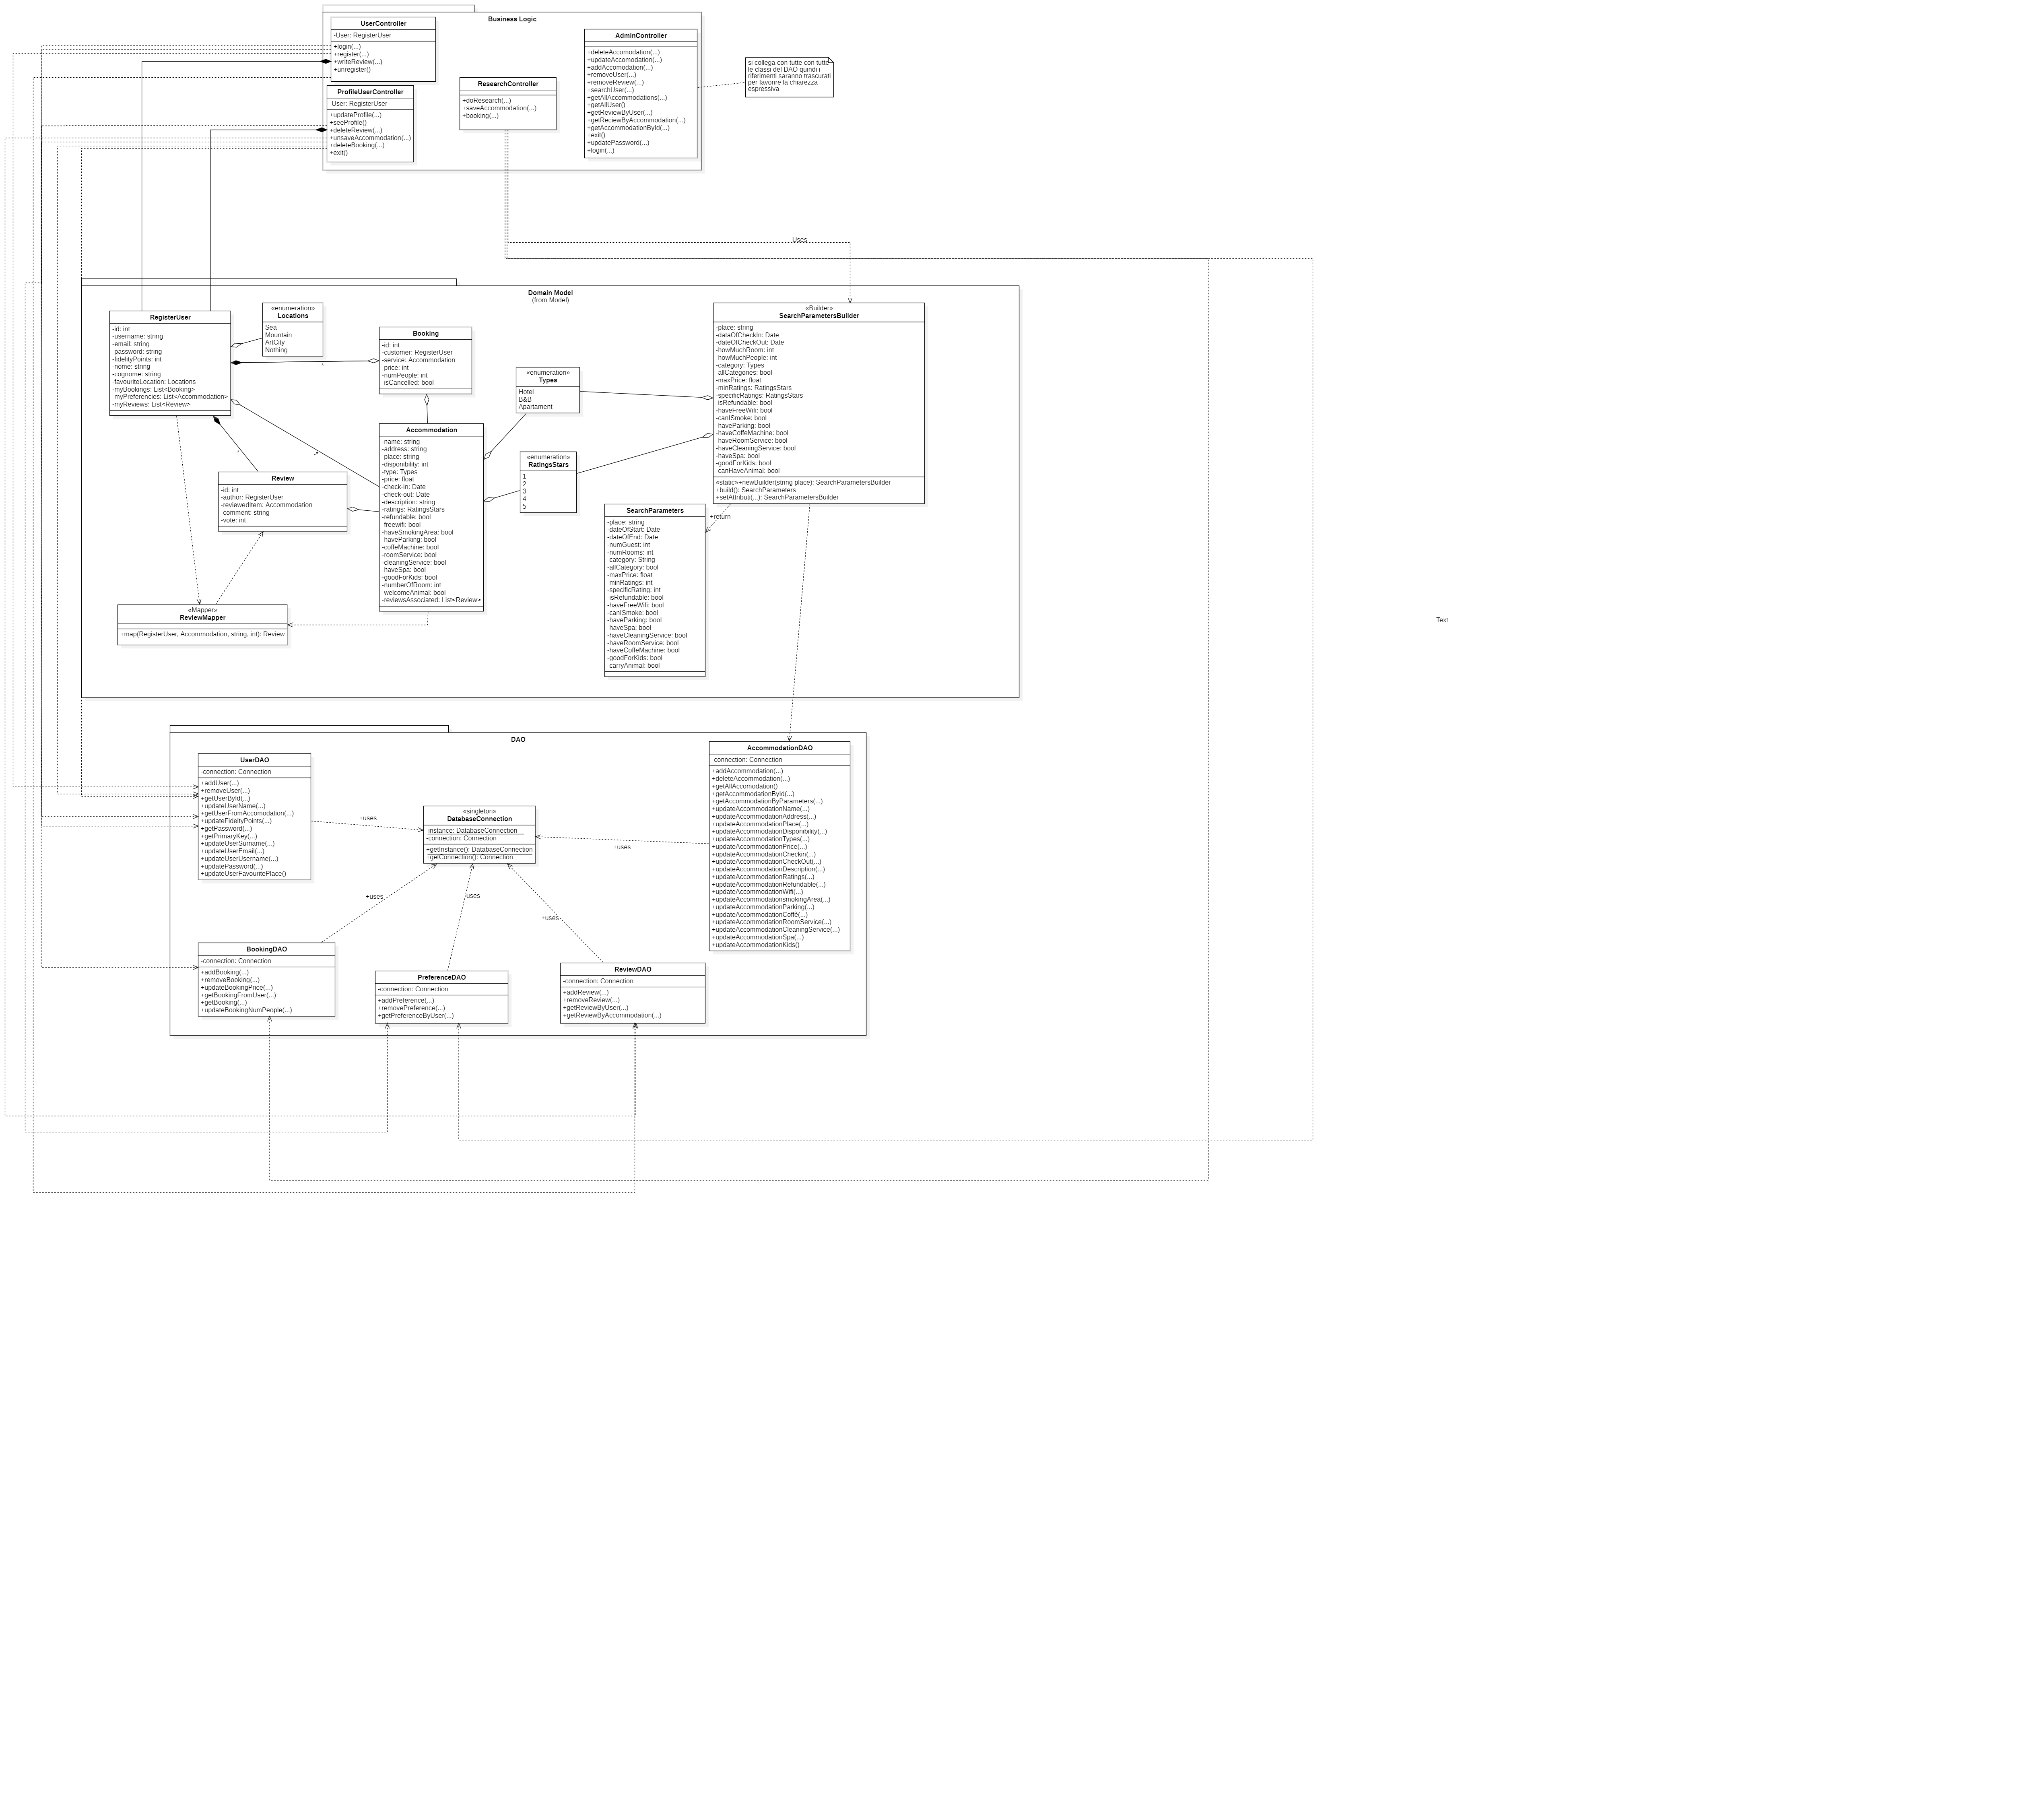 Business Logic
UserController
-User: RegisterUser
+login(...)
+register(...)
+writeReview(...)
+unregister()
ProfileUserController
-User: RegisterUser
+updateProfile(...)
+seeProfile()
+deleteReview(...)
+unsaveAccommodation(...)
+deleteBooking(...)
+exit()
ResearchController
+doResearch(...)
+saveAccommodation(...)
+booking(...)
AdminController
+deleteAccomodation(...)
+updateAccomodation(...)
+addAccomodation(...)
+removeUser(...)
+removeReview(...)
+searchUser(...)
+getAllAccomodations(...)
+getAllUser()
+getReviewByUser(...)
+getReciewByAccomodation(...)
+getAccommodationById(...)
+exit()
+updatePassword(...)
+login(...)
si collega con tutte con tutte
le classi del DAO quindi i
riferimenti saranno trascurati
per favorire la chiarezza
espressiva
Uses
Domain Model
(from Model)
RegisterUser
-id: int
-username: string
-email: string
-password: string
-fidelityPoints: int
-nome: string
-cognome: string
-favouriteLocation: Locations
-myBookings: List<Booking>
-myPreferencies: List<Accommodation>
-myReviews: List<Review>
«enumeration»
Locations
Sea
Mountain
ArtCity
Nothing
Booking
-id: int
-customer: RegisterUser
-service: Accommodation
-price: int
-numPeople: int
-isCancelled: bool
-*
«enumeration»
Types
Hotel
B&B
Apartament
«Builder»
SearchParametersBuilder
-place: string
-dataOfCheckIn: Date
-dateOfCheckOut: Date
-howMuchRoom: int
-howMuchPeople: int
-category: Types
-allCategories: bool
-maxPrice: float
-minRatings: RatingsStars
-specificRatings: RatingsStars
-isRefundable: bool
-haveFreeWifi: bool
-canISmoke: bool
-haveParking: bool
-haveCoffeMachine: bool
-haveRoomService: bool
-haveCleaningService: bool
-haveSpa: bool
-goodForKids: bool
-canHaveAnimal: bool
«static»+newBuilder(string place): SearchParametersBuilder
+build(): SearchParameters
+setAttribut(...): SearchParametersBuilder
Accommodation
-name: string
-address: string
-place: string
-disponibility: int
-type: Types
-price: float
-check-in: Date
-check-out: Date
-description: string
-ratings: RatingsStars
-refundable: bool
-freewifi: bool
-haveSmokingArea: bool
-haveParking: bool
-coffeMachine: bool
-roomService: bool
-cleaningService: bool
-haveSpa: bool
-goodForKids: bool
-numberOfRoom: int
-welcomeAnimal: bool
-reviewsAssociated: List<Review>
-*
-*
«enumeration»
RatingsStars
1
2
3
4
5
Review
-id: int
-author: RegisterUser
-reviewedItem: Accommodation
-comment: string
-vote: int
SearchParameters
-place: string
-dateOfStart: Date
-dateOfEnd: Date
-numGuest: int
-numRooms: int
-category: String
-allCategory: bool
-maxPrice: float
-minRatings: int
-specificRating: int
-isRefundable: bool
-haveFreeWifi: bool
-canISmoke: bool
-haveParking: bool
-haveSpa: bool
-haveCleaningService: bool
-haveRoomService: bool
-haveCoffeMachine: bool
-goodForKids: bool
-carryAnimal: bool
+return
«Mapper»
ReviewMapper
+map(RegisterUser, Accommodation, string, int): Review
Text
DAO
UserDAO
-connection: Connection
+addUser(...)
+removeUser(...)
+getUserById(...)
+updateUserName(...)
+getUserFromAccomodation(...)
+updateFideltyPoints(...)
+getPassword(...)
+getPrimaryKey(...)
+updateUserSurname(...)
+updateUserEmail(...)
+updateUserUsername(...)
+updatePassword(...)
+updateUserFavouritePlace()
+uses
«singleton»
DatabaseConnection
-instance: DatabaseConnection
-connection: Connection
+getInstance(): DatabaseConnection
+getConnection(): Connection
+uses
AccommodationDAO
-connection: Connection
+addAccommodation(...)
+deleteAccommodation(...)
+getAllAccomodation()
+getAccommodationById(...)
+getAccommodationByParameters(...)
+updateAccommodationName(...)
+updateAccommodationAddress(...)
+updateAccommodationPlace(...)
+updateAccommodationDisponibility(...)
+updateAccommodationTypes(...)
+updateAccommodationPrice(...)
+updateAccommodationCheckin(...)
+updateAccommodationCheckOut(...)
+updateAccommodationDescription(...)
+updateAccommodationRatings(...)
+updateAccommodationRefundable(...)
+updateAccommodationWifi(...)
+updateAccommodationsmokingArea(...)
+updateAccommodationParking(...)
+updateAccommodationCoffè(...)
+updateAccommodationRoomService(...)
+updateAccommodationCleaningService(...)
+updateAccommodationSpa(...)
+updateAccommodationKids()
+uses
uses
+uses
BookingDAO
-connection: Connection
+addBooking(...)
+removeBooking(...)
+updateBookingPrice(...)
+getBookingFromUser(...)
+getBooking(...)
+updateBookingNumPeople(...)
PreferenceDAO
-connection: Connection
+addPreference(...)
+removePreference(...)
+getPreferenceByUser(...)
ReviewDAO
-connection: Connection
+addReview(...)
+removeReview(...)
+getReviewByUser(...)
+getReviewByAccommodation(...)